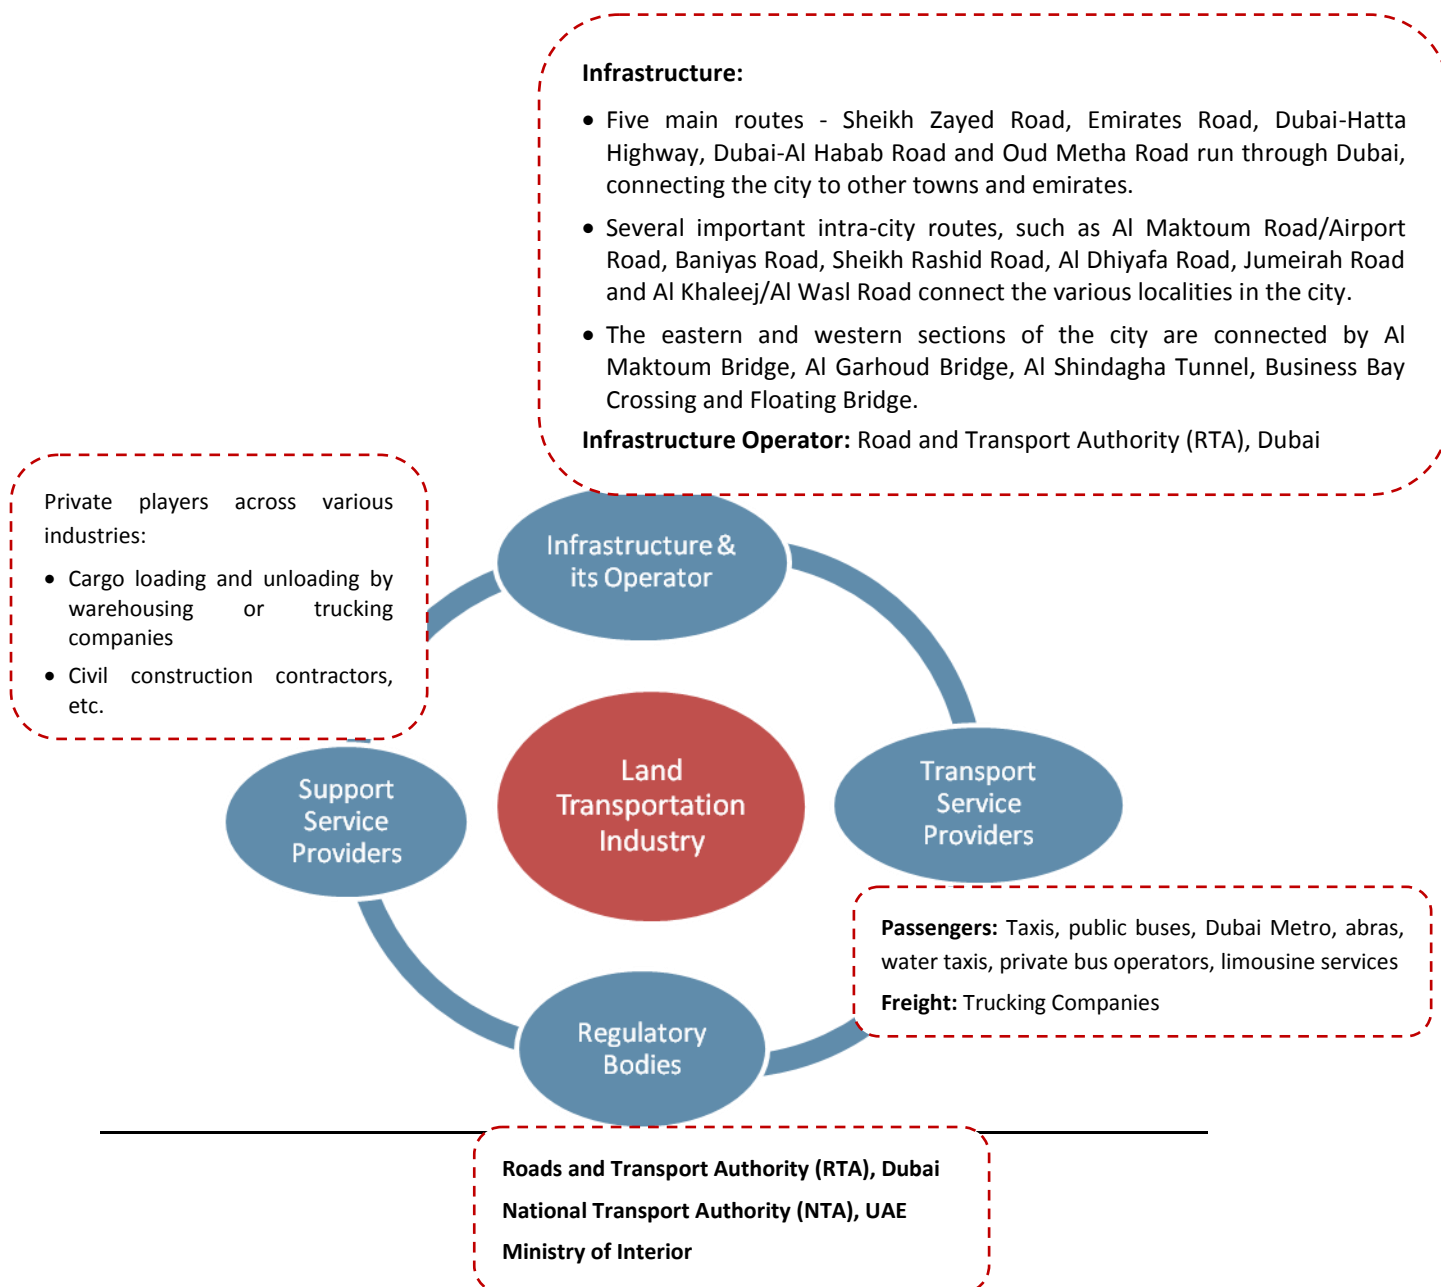 Infrastructure:
• Five main routes - Sheikh Zayed Road, Emirates Road, Dubai-Hatta
Highway, Dubai-Al Habab Road and Oud Metha Road run through Dubai,
connecting the city to other towns and emirates.
• Several important intra-city routes, such as Al Maktoum Road/Airport
Road, Baniyas Road, Sheikh Rashid Road, Al Dhiyafa Road, Jumeirah Road
and Al Khaleej/Al Wasl Road connect the various localities in the city.
• The eastern and western sections of the city are connected by Al
Maktoum Bridge, Al Garhoud Bridge, Al Shindagha Tunnel, Business Bay
Crossing and Floating Bridge.
Infrastructure Operator: Road and Transport Authority (RTA), Dubai
Private players across various
industries:
• Cargo loading and unloading by
warehousing or trucking
companies
• Civil construction contractors,
etc.
Infrastructure &
its Operator
Support
Service
Providers
Land
Transportation
Industry
Transport
Service
Providers
Passengers: Taxis, public buses, Dubai Metro, abras,
water taxis, private bus operators, limousine services
Freight: Trucking Companies
Regulatory
Bodies
Roads and Transport Authority (RTA), Dubai
National Transport Authority (NTA), UAE
Ministry of Interior